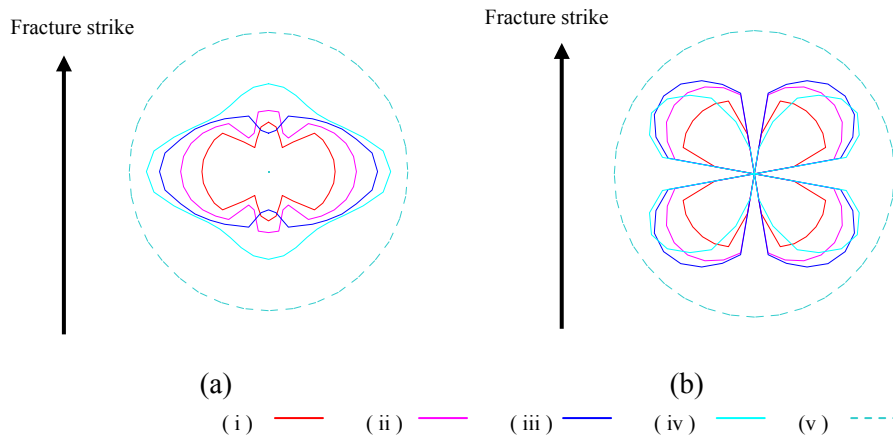 Fracture strike
Fracture strike
(a)
(b)
( i ) ( ii ) ( iii ) ( iv ) (v)